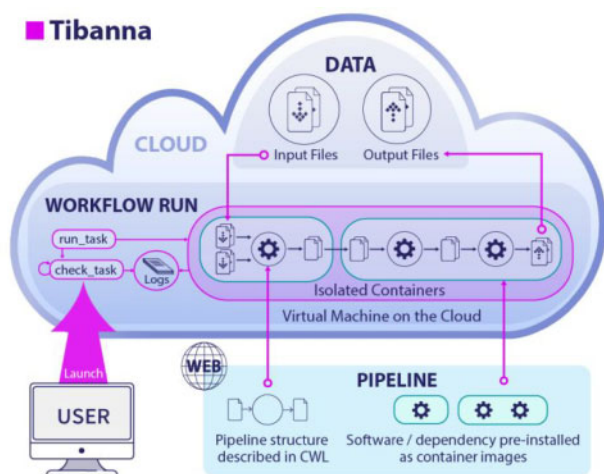 Tibanna
DATA
CLOUD
Input Files
Output Files
WORKFLOW RUN
run_task
check_task
Logs
Isolated Containers
Virtual Machine on the Cloud
Launch
USER
WEB
PIPELINE
Pipeline structure
described in CWL
Software / dependency pre-installed
as container images